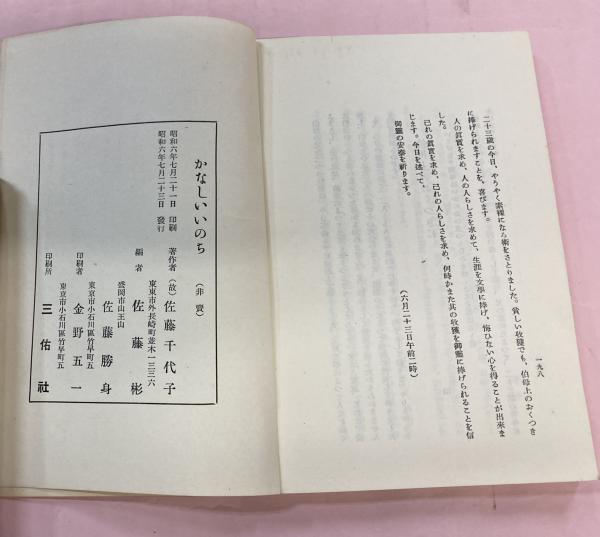 一九八
二十三歳の今日、やうやく素裸になる術をさとりました。貧しい收穫でも、伯母上のおくつき
に捧げられますことを、喜びます。
人の眞實を求め、人の人らしさを求めて、生涯を文學に捧げ、悔ひない心を得ることが出來ま
した。
己れの眞實を求め、己れの人らしさを求め、何時かまた其の收穫を御靈に捧げられることを信
じます。今日を述べて、
御靈の安泰を祈ります。
（六月二十三日午前二時）
かなしいいのち
（非賣）
昭和六年七月二十一日 印刷
昭和六年七月二十三日 發行
著作者 （故） 佐藤千代子
東京市外長崎町並木一三三六
編者 佐藤彬
盛岡市山王山
佐藤勝身
東京市小石川區竹早町五
印刷者 金野五一
東京市小石川區竹早町五
印刷所 三佑社